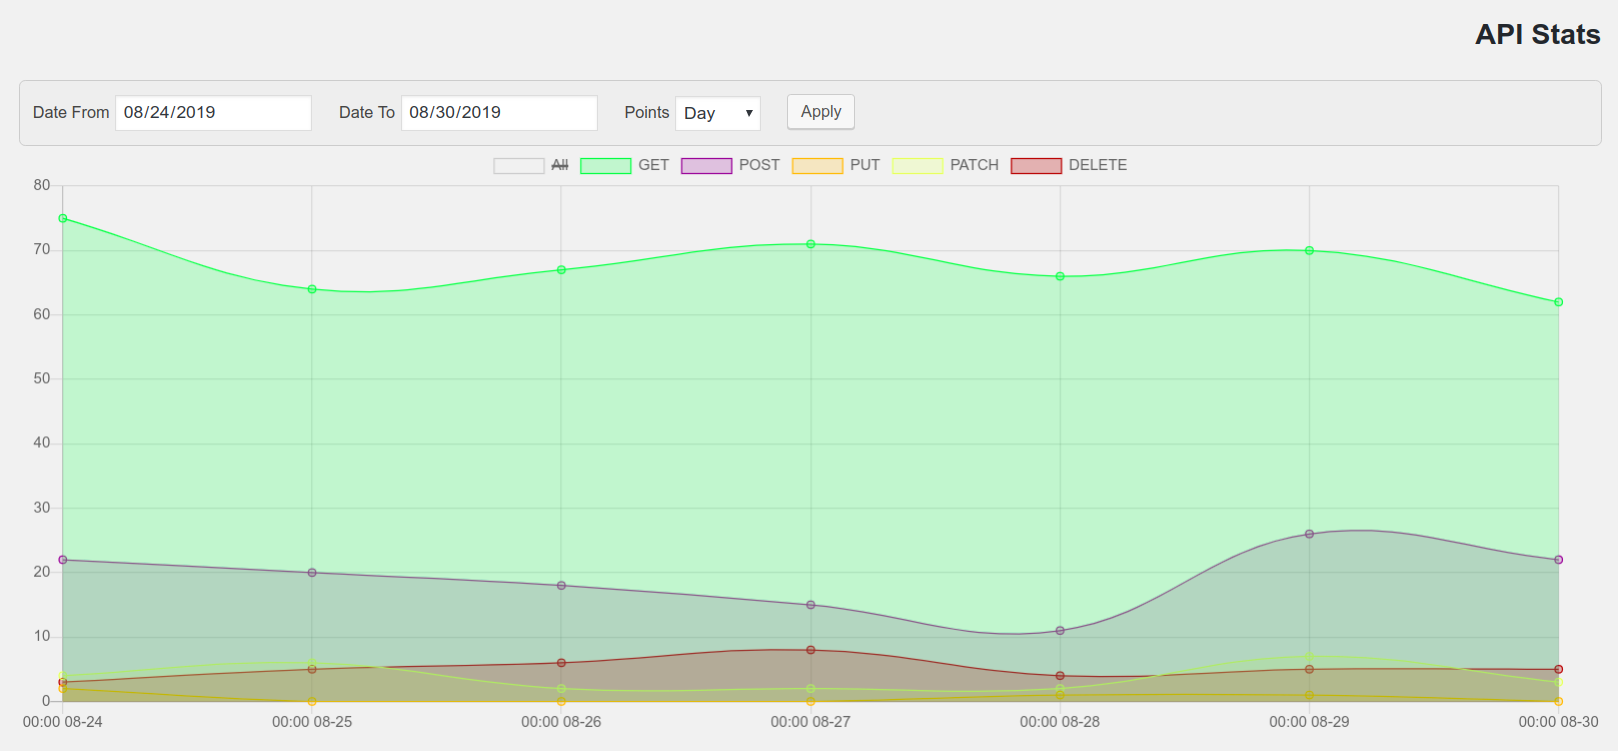 API Stats
Date From 08/24/2019 Date To 08/30/2019 Points Day Apply
All GET POST PUT PATCH DELETE
80
70
60
50
40
30
20
10
0
00:00 08-24 00:00 08-25 00:00 08-26 00:00 08-27 00:00 08-28 00:00 08-29 00:00 08-30